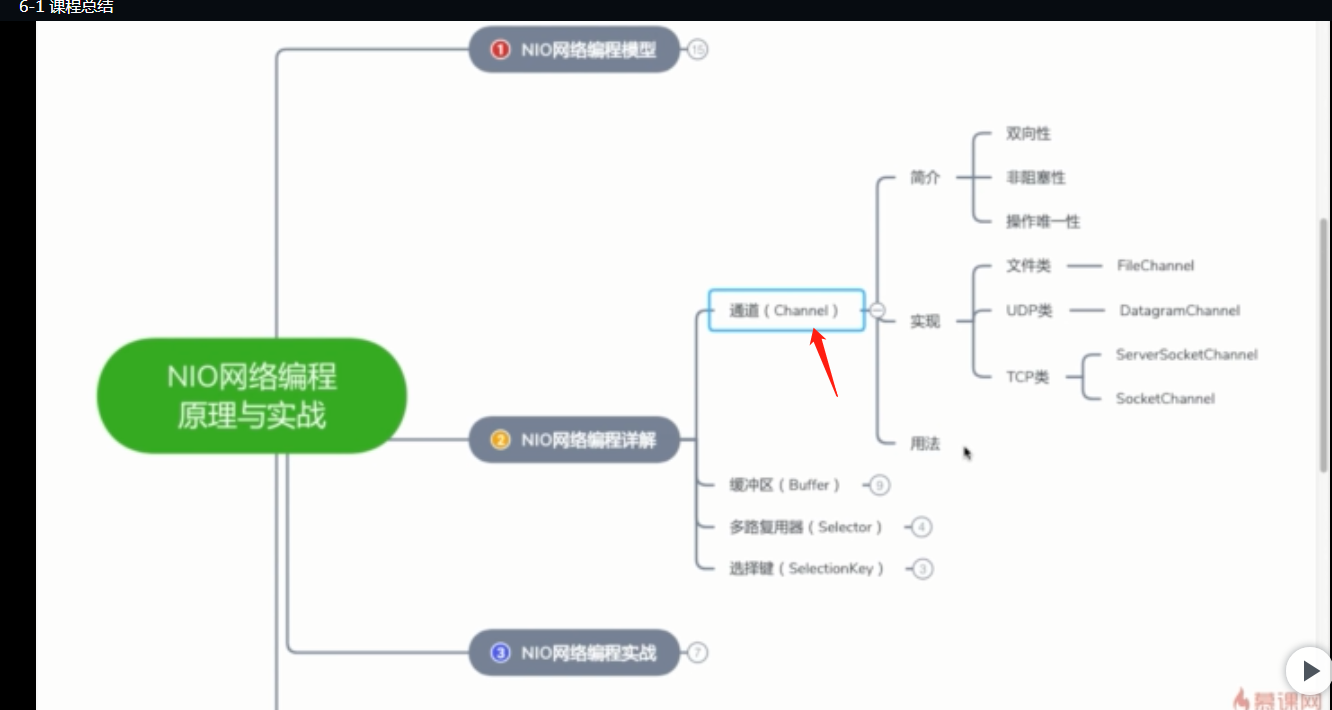 6-1 课程总结
① NIO网络编程模型
15
双向性
简介
非阻塞性
操作唯一性
文件类
FileChannel
通道（Channel）
实现
UDP类
DatagramChannel
ServerSocketChannel
TCP类
SocketChannel
NIO网络编程
原理与实战
② NIO网络编程详解
用法
缓冲区（Buffer）
9
多路复用器（Selector）
4
选择键（SelectionKey）
3
③ NIO网络编程实战
7
慕课网